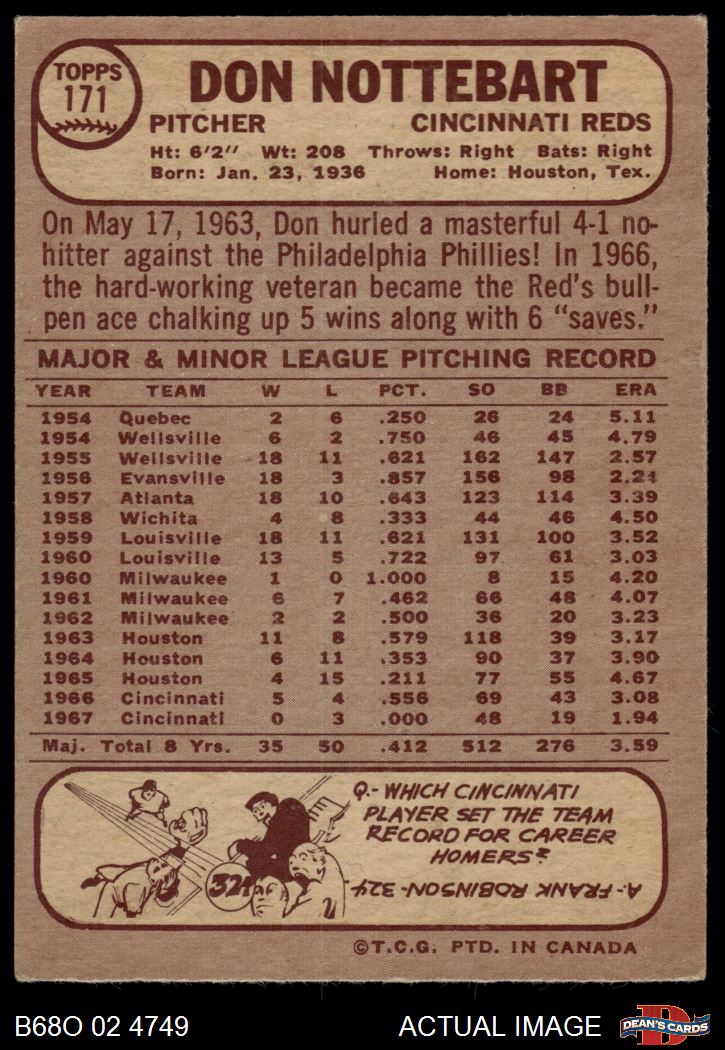 TOPPS
171
DON NOTTEBART
PITCHER CINCINNATI REDS
Ht: 6'2" Wt: 208 Throws: Right Bats: Right
Born: Jan. 23, 1936 Home: Houston, Tex.
On May 17, 1963, Don hurled a masterful 4-1 no-
hitter against the Philadelphia Phillies! In 1966,
the hard-working veteran became the Red's bull-
pen ace chalking up 5 wins along with 6 "saves."
MAJOR & MINOR LEAGUE PITCHING RECORD
YEAR TEAM W L PCT. SO BB ERA
1954 Quebec 2 6 .250 26 24 5.11
1954 Wellsville 6 2 .750 46 45 4.79
1955 Wellsville 18 11 .621 162 147 2.57
1956 Evansville 18 3 .857 156 98 2.24
1957 Atlanta 18 10 .643 123 114 3.39
1958 Wichita 4 8 .333 44 46 4.50
1959 Louisville 18 11 .621 131 100 3.52
1960 Louisville 13 5 .722 97 61 3.03
1960 Milwaukee 1 0 1.000 8 15 4.20
1961 Milwaukee 6 7 .462 66 48 4.07
1962 Milwaukee 2 2 .500 36 20 3.23
1963 Houston 11 8 .579 118 39 3.17
1964 Houston 6 11 .353 90 37 3.90
1965 Houston 4 15 .211 77 55 4.67
1966 Cincinnati 5 4 .556 69 43 3.08
1967 Cincinnati 0 3 .000 48 19 1.94
Maj. Total 8 Yrs. 35 50 .412 512 276 3.59
Q.- WHICH CINCINNATI
PLAYER SET THE TEAM
RECORD FOR CAREER
HOMERS?
A.- FRANK ROBINSON-324.
324
©T.C.G. PTD. IN CANADA
B68O 02 4749 ACTUAL IMAGE
D
DEAN'S CARDS